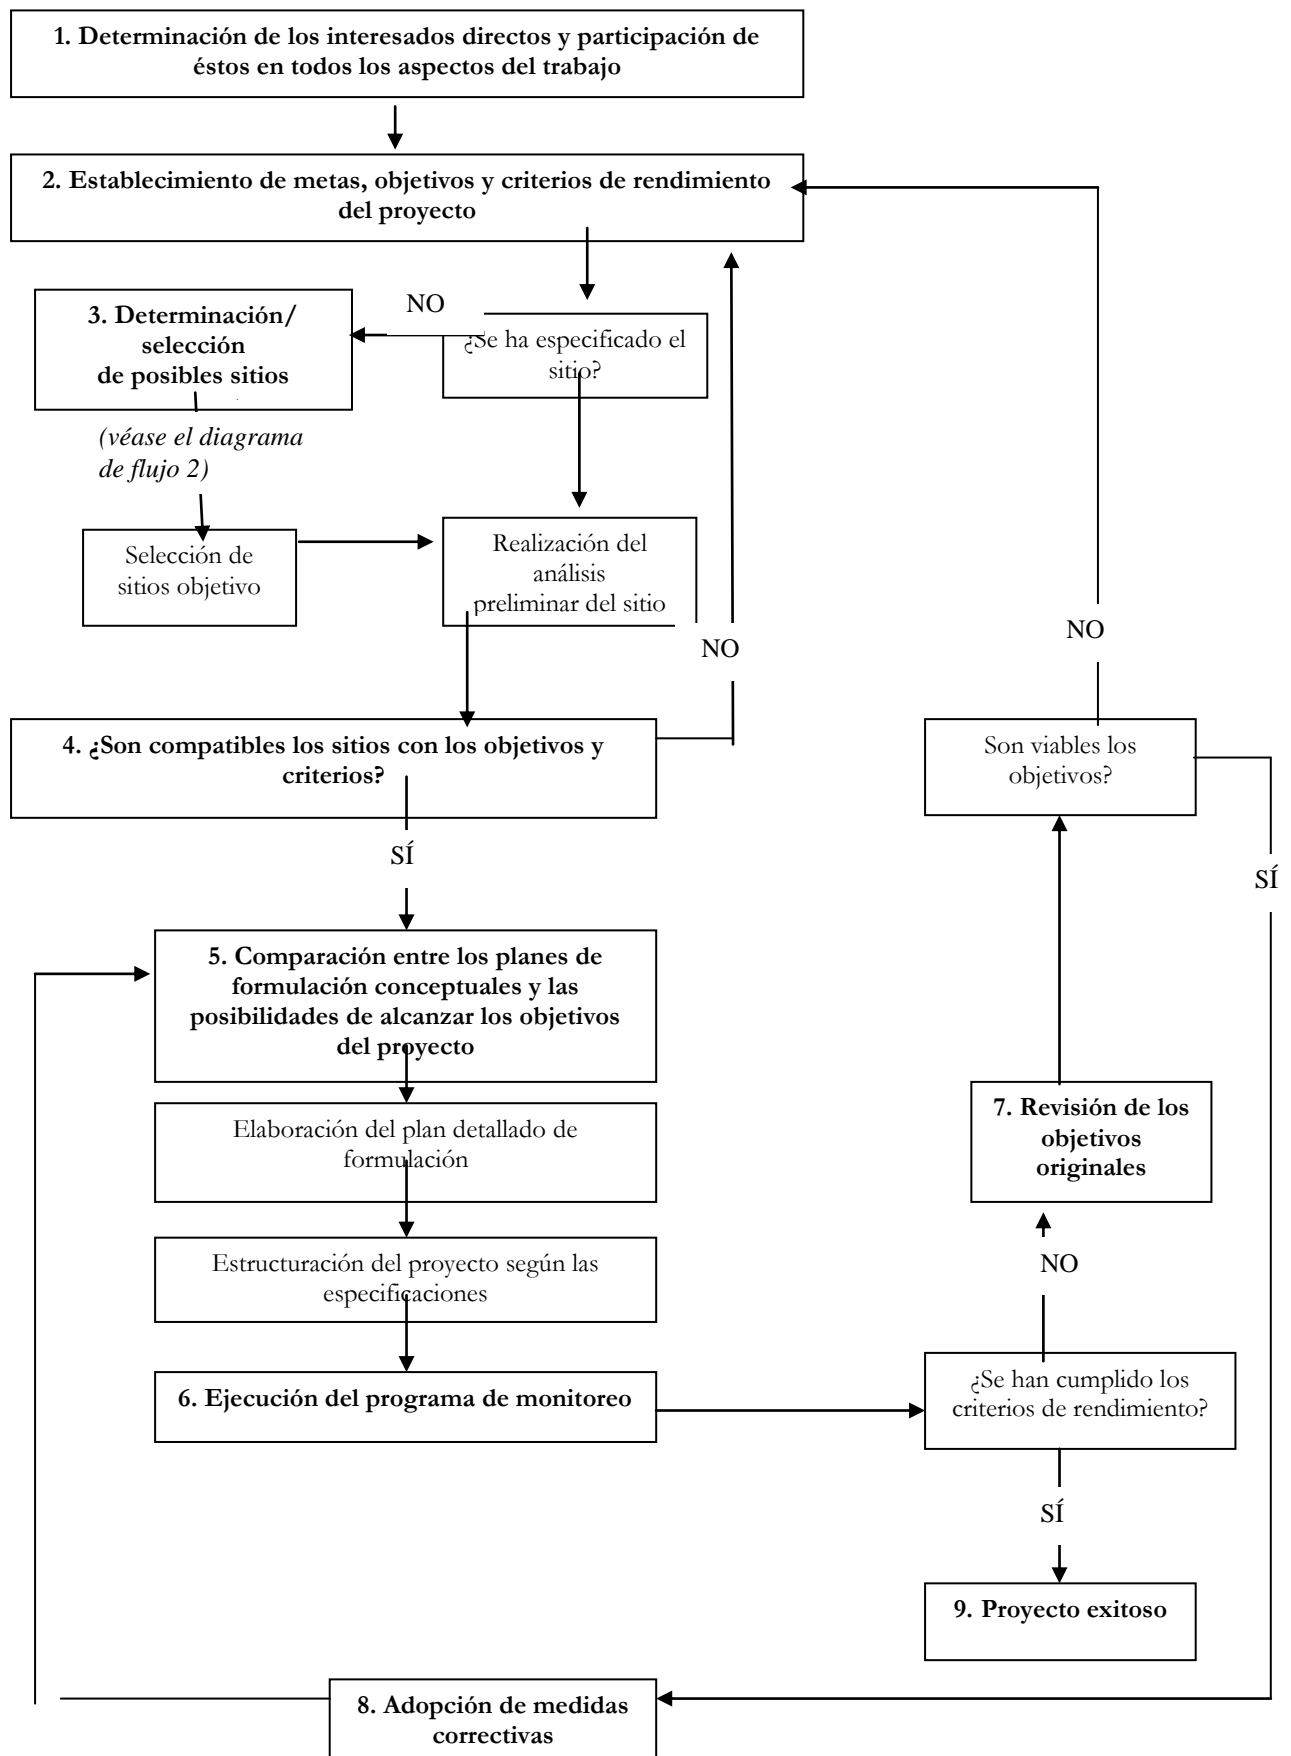 1. Determinación de los interesados directos y participación de
éstos en todos los aspectos del trabajo
2. Establecimiento de metas, objetivos y criterios de rendimiento
del proyecto
NO
3. Determinación/
selección
de posibles sitios
¿Se ha especificado el
sitio?
(véase el diagrama
de flujo 2)
Selección de
sitios objetivo
Realización del
análisis
preliminar del sitio
NO
NO
4. ¿Son compatibles los sitios con los objetivos y
criterios?
Son viables los
objetivos?
SÍ
SÍ
5. Comparación entre los planes de
formulación conceptuales y las
posibilidades de alcanzar los objetivos
del proyecto
Elaboración del plan detallado de
formulación
7. Revisión de los
objetivos
originales
Estructuración del proyecto según las
especificaciones
NO
6. Ejecución del programa de monitoreo
¿Se han cumplido los
criterios de rendimiento?
SÍ
9. Proyecto exitoso
8. Adopción de medidas
correctivas